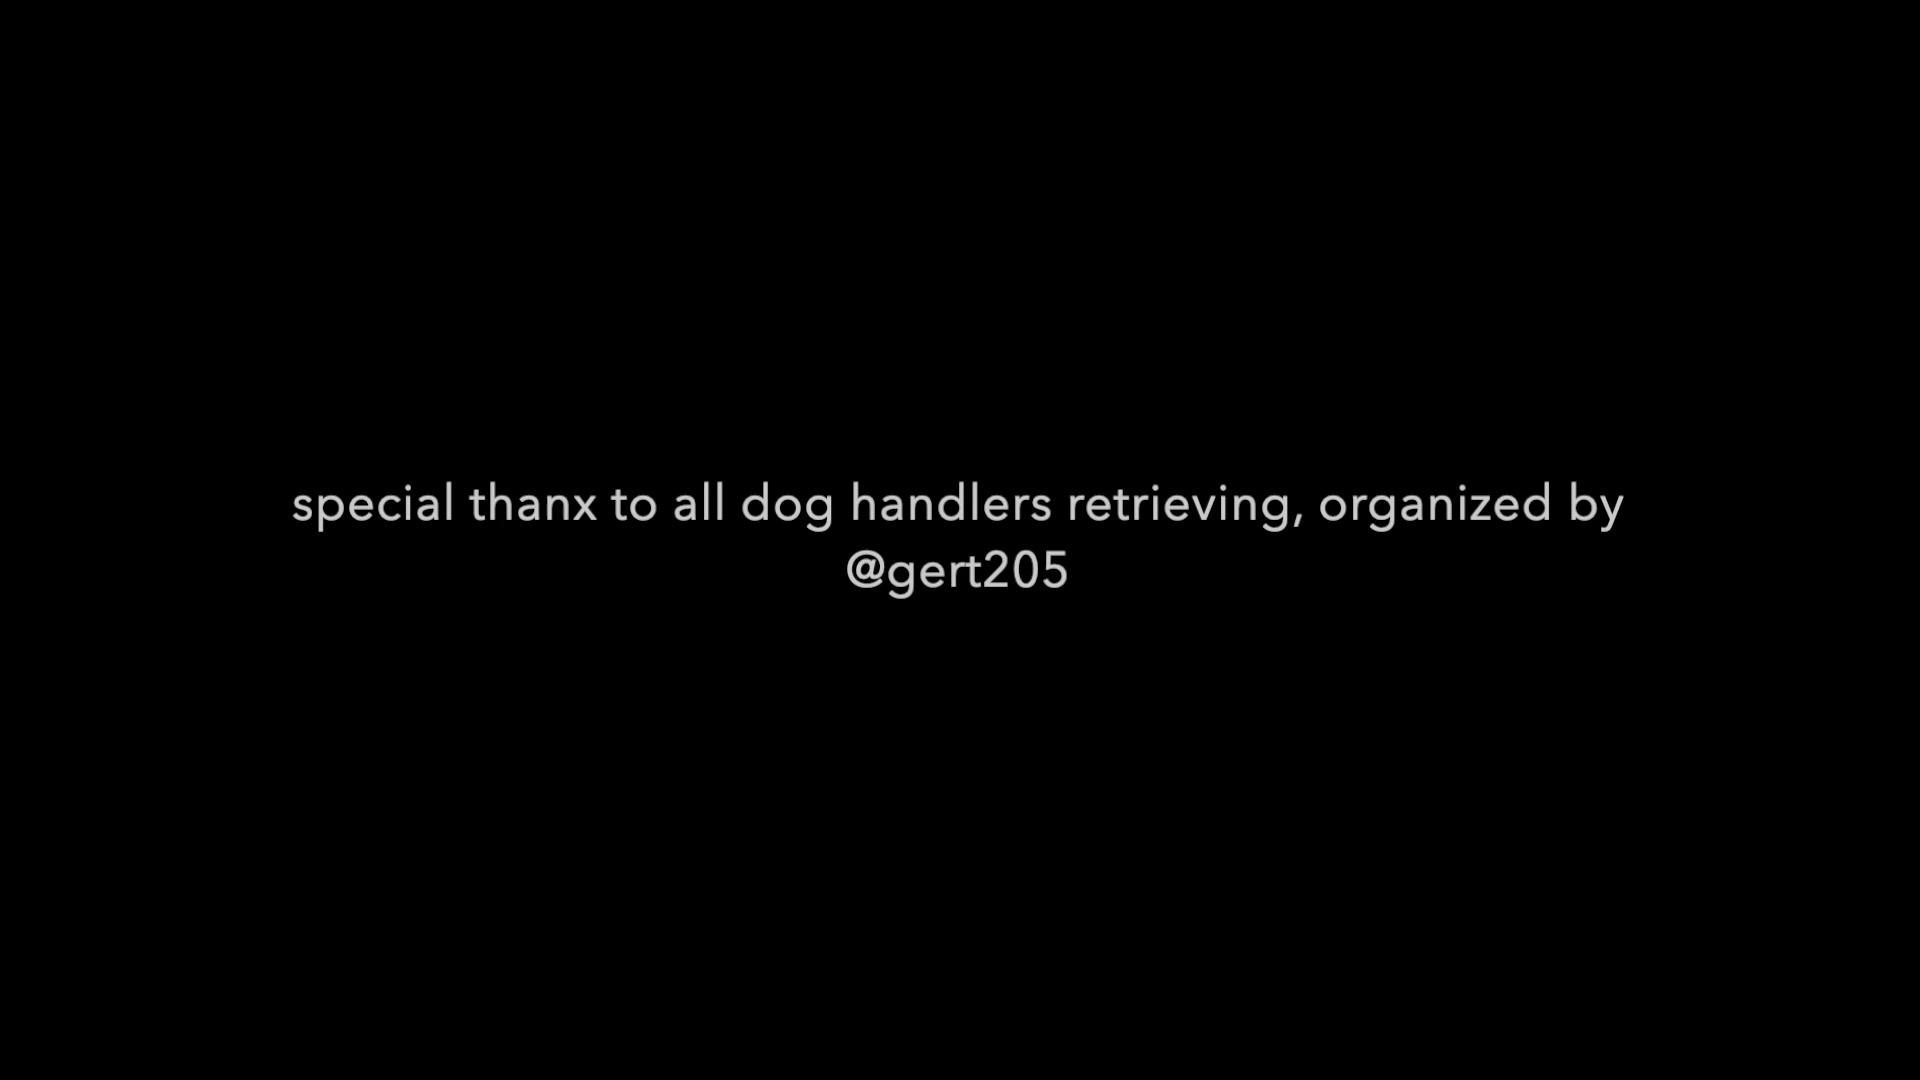 special thanx to all dog handlers retrieving, organized by
@gert205